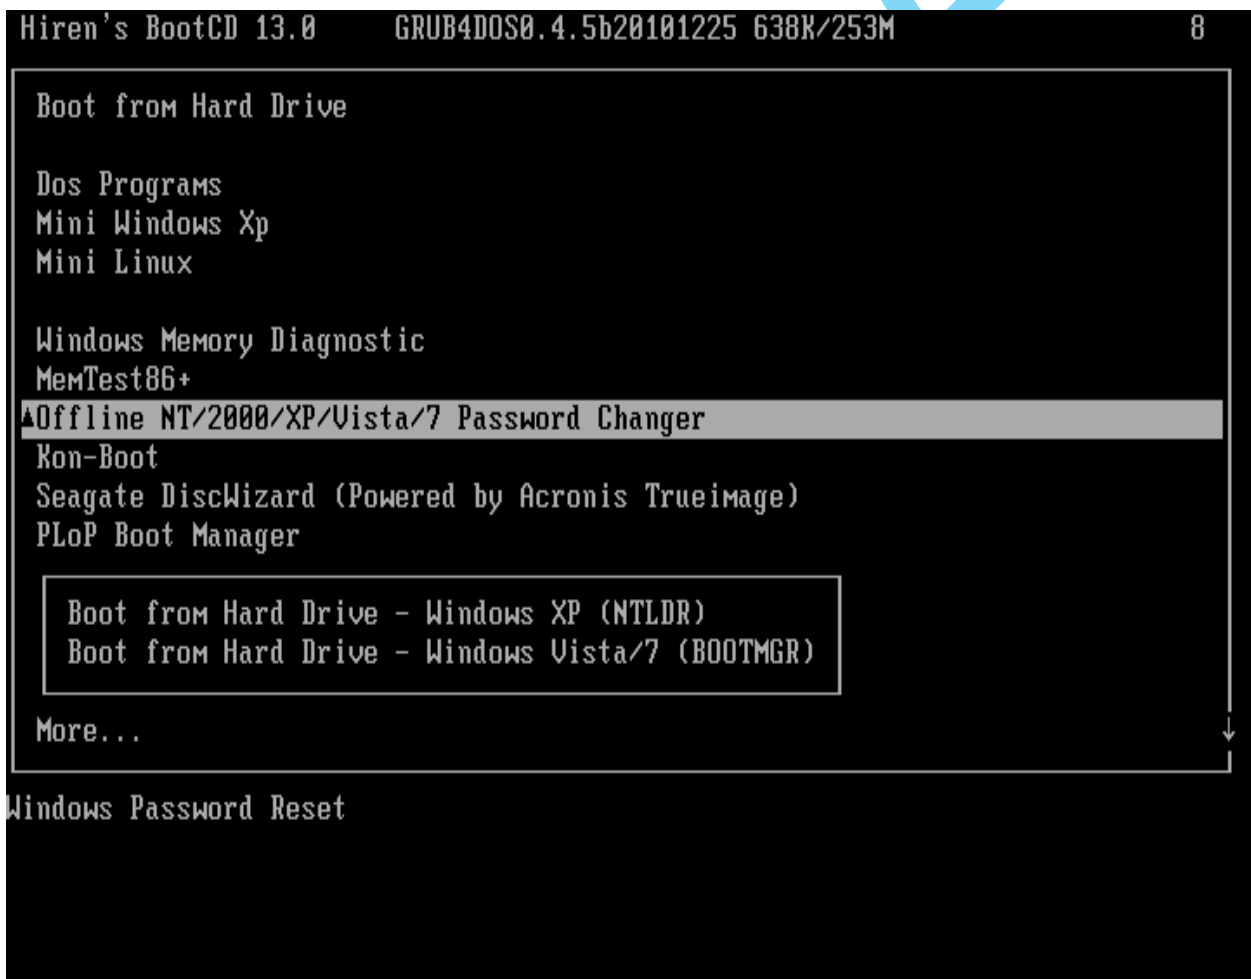 Hiren's BootCD 13.0 GRUB4DOS0.4.5b20101225 638K/253M 8
Boot from Hard Drive
Dos Programs
Mini Windows Xp
Mini Linux
Windows Memory Diagnostic
MemTest86+
▲Offline NT/2000/XP/Vista/7 Password Changer
Kon-Boot
Seagate DiscWizard (Powered by Acronis Trueimage)
PLoP Boot Manager
Boot from Hard Drive - Windows XP (NTLDR)
Boot from Hard Drive - Windows Vista/7 (BOOTMGR)
More... ↓
Windows Password Reset